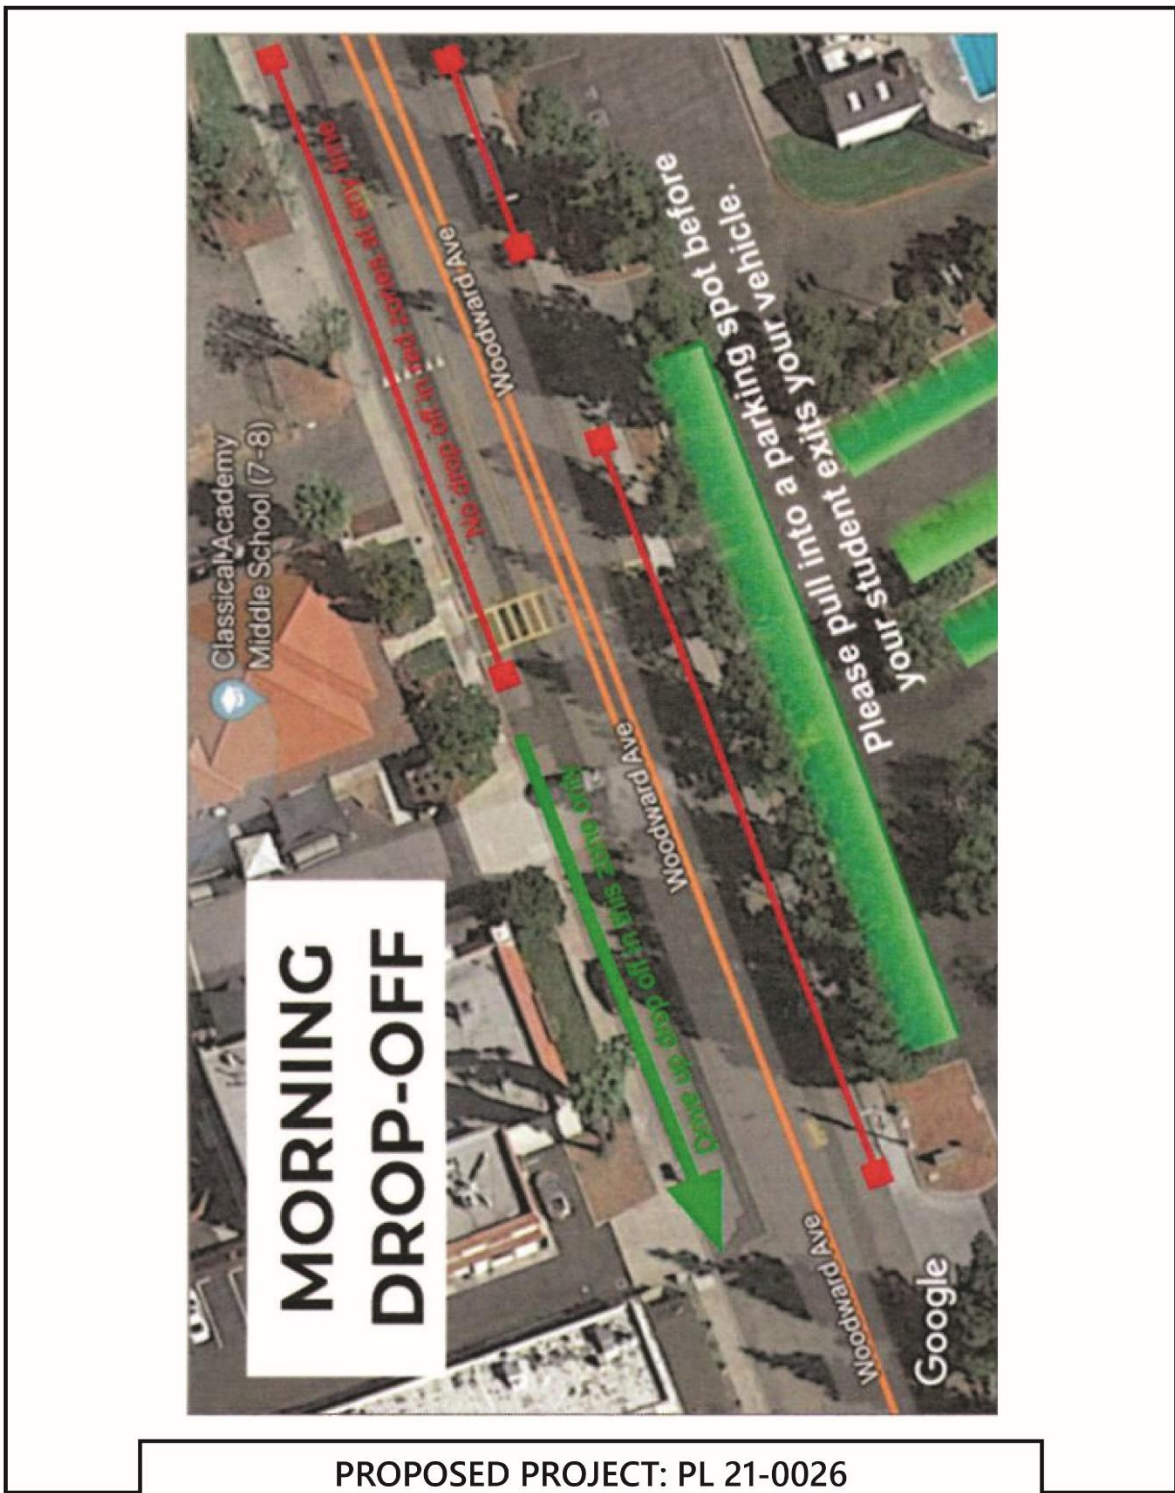 MORNING
DROP-OFF
Classical Academy
Middle School (7-8)
No drop off in red zones at any time
Woodward Ave
Drive up drop off in this zone only
Woodward Ave
Woodward Ave
Please pull into a parking spot before
your student exits your vehicle.
Google
PROPOSED PROJECT: PL 21-0026